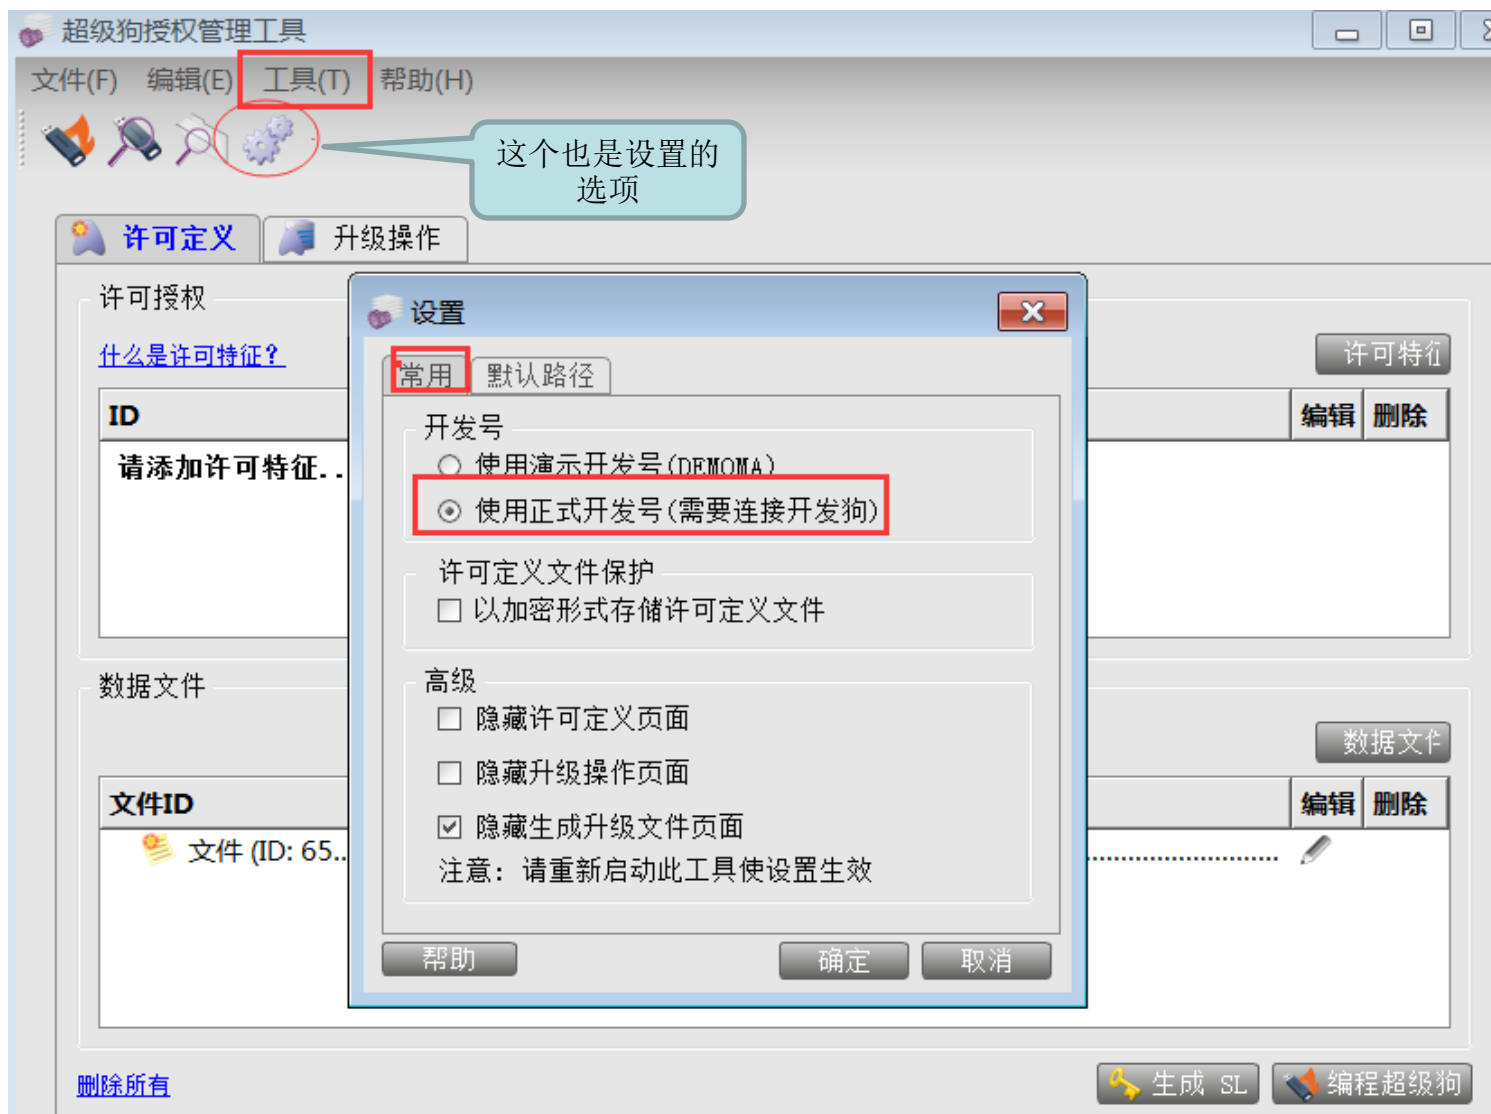 超级狗授权管理工具
文件(F) 编辑(E) 工具(T) 帮助(H)
这个也是设置的
选项
许可定义 升级操作
许可授权
什么是许可特征？
许可特征
ID 编辑 删除
请添加许可特征..
设置
常用 默认路径
开发号
使用演示开发号(DEMOMA)
使用正式开发号(需要连接开发狗)
许可定义文件保护
以加密形式存储许可定义文件
高级
隐藏许可定义页面
隐藏升级操作页面
隐藏生成升级文件页面
注意：请重新启动此工具使设置生效
帮助 确定 取消
数据文件
数据文件
文件ID 编辑 删除
文件 (ID: 65..
删除所有 生成 SL 编程超级狗